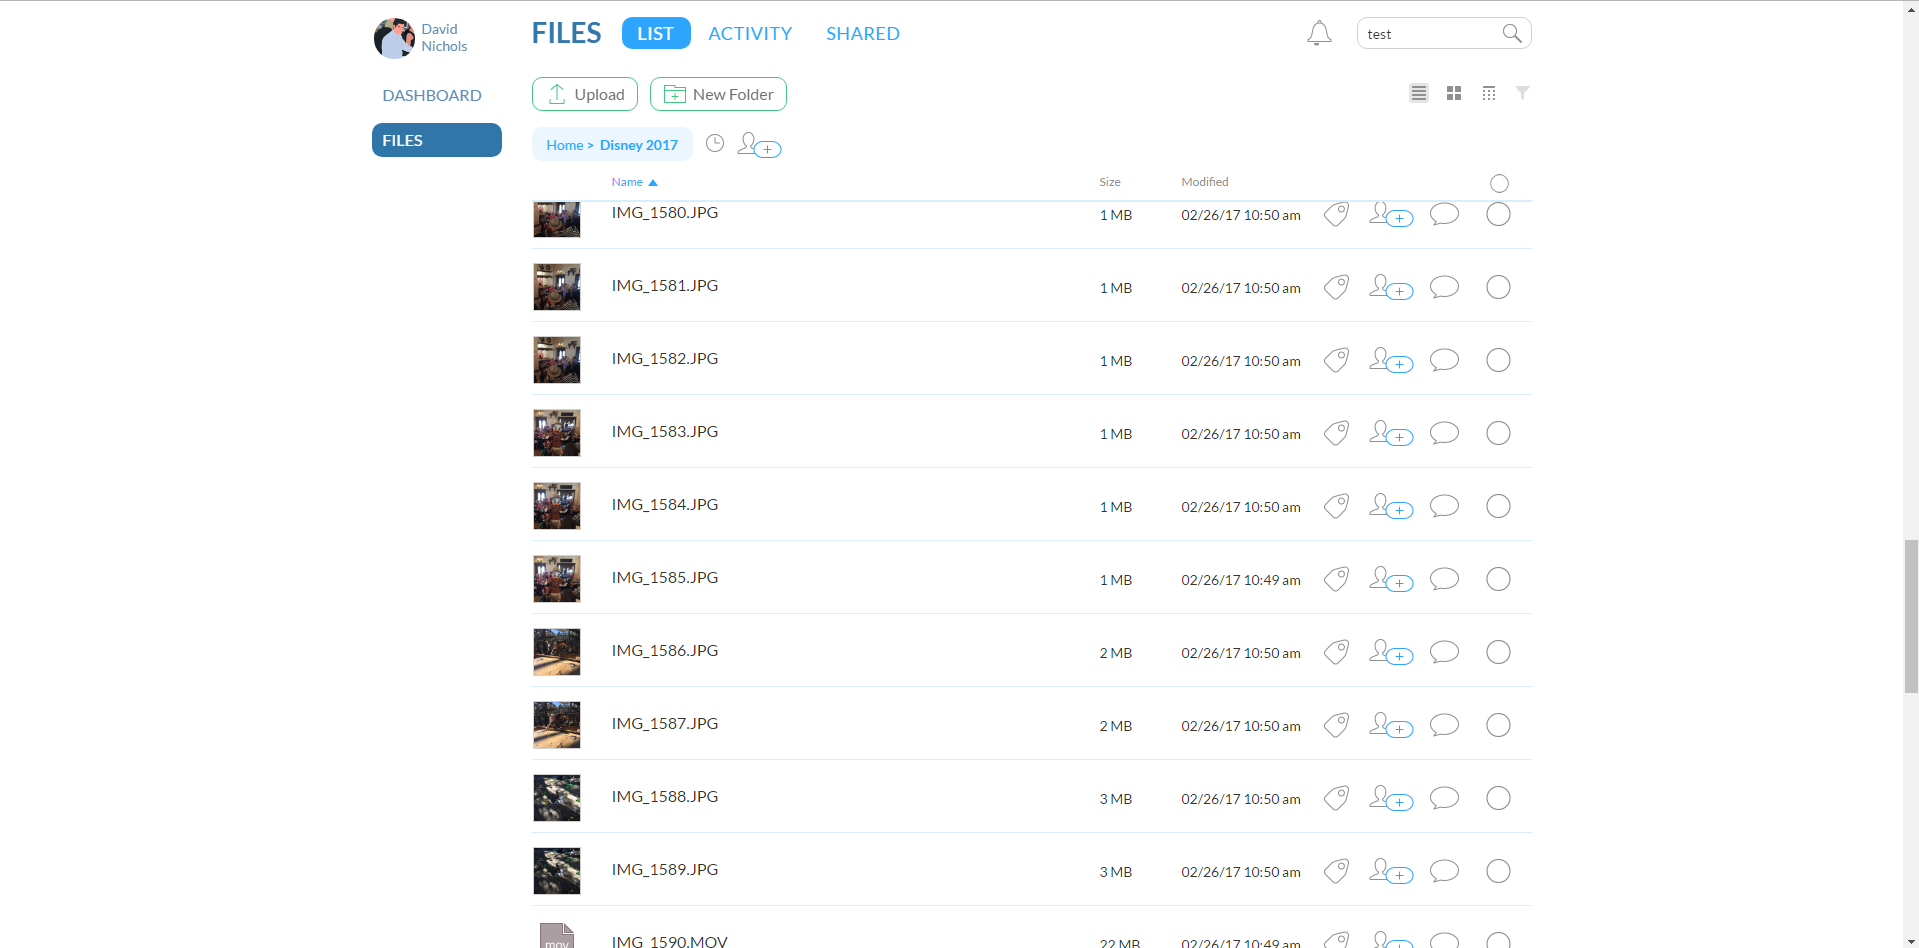 David
Nichols
FILES LIST ACTIVITY SHARED
test
DASHBOARD
FILES
Upload New Folder
Home > Disney 2017
Name Size Modified
IMG_1580.JPG 1 MB 02/26/17 10:50 am
IMG_1581.JPG 1 MB 02/26/17 10:50 am
IMG_1582.JPG 1 MB 02/26/17 10:50 am
IMG_1583.JPG 1 MB 02/26/17 10:50 am
IMG_1584.JPG 1 MB 02/26/17 10:50 am
IMG_1585.JPG 1 MB 02/26/17 10:49 am
IMG_1586.JPG 2 MB 02/26/17 10:50 am
IMG_1587.JPG 2 MB 02/26/17 10:50 am
IMG_1588.JPG 3 MB 02/26/17 10:50 am
IMG_1589.JPG 3 MB 02/26/17 10:50 am
mov IMG_1590.MOV 22 MB 02/26/17 10:49 am